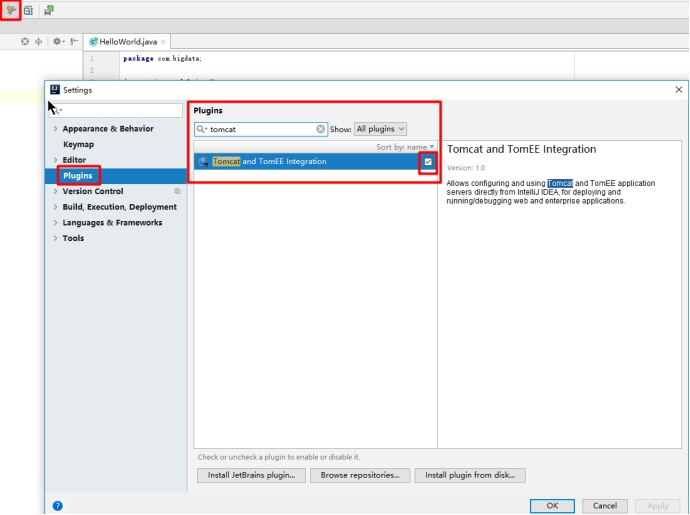 HelloWorld.java
1
package com.bigdata;
2
Settings
Plugins
Appearance & Behavior
Keymap
Editor
Plugins
Version Control
Build, Execution, Deployment
Languages & Frameworks
Tools
tomcat
Show: All plugins
Sort by: name
Tomcat and TomEE Integration
Tomcat and TomEE Integration
Version: 1.0
Allows configuring and using Tomcat and TomEE application
servers directly from IntelliJ IDEA, for deploying and
running/debugging web and enterprise applications.
Check or uncheck a plugin to enable or disable it.
Install JetBrains plugin...
Browse repositories...
Install plugin from disk...
?
OK
Cancel
Apply